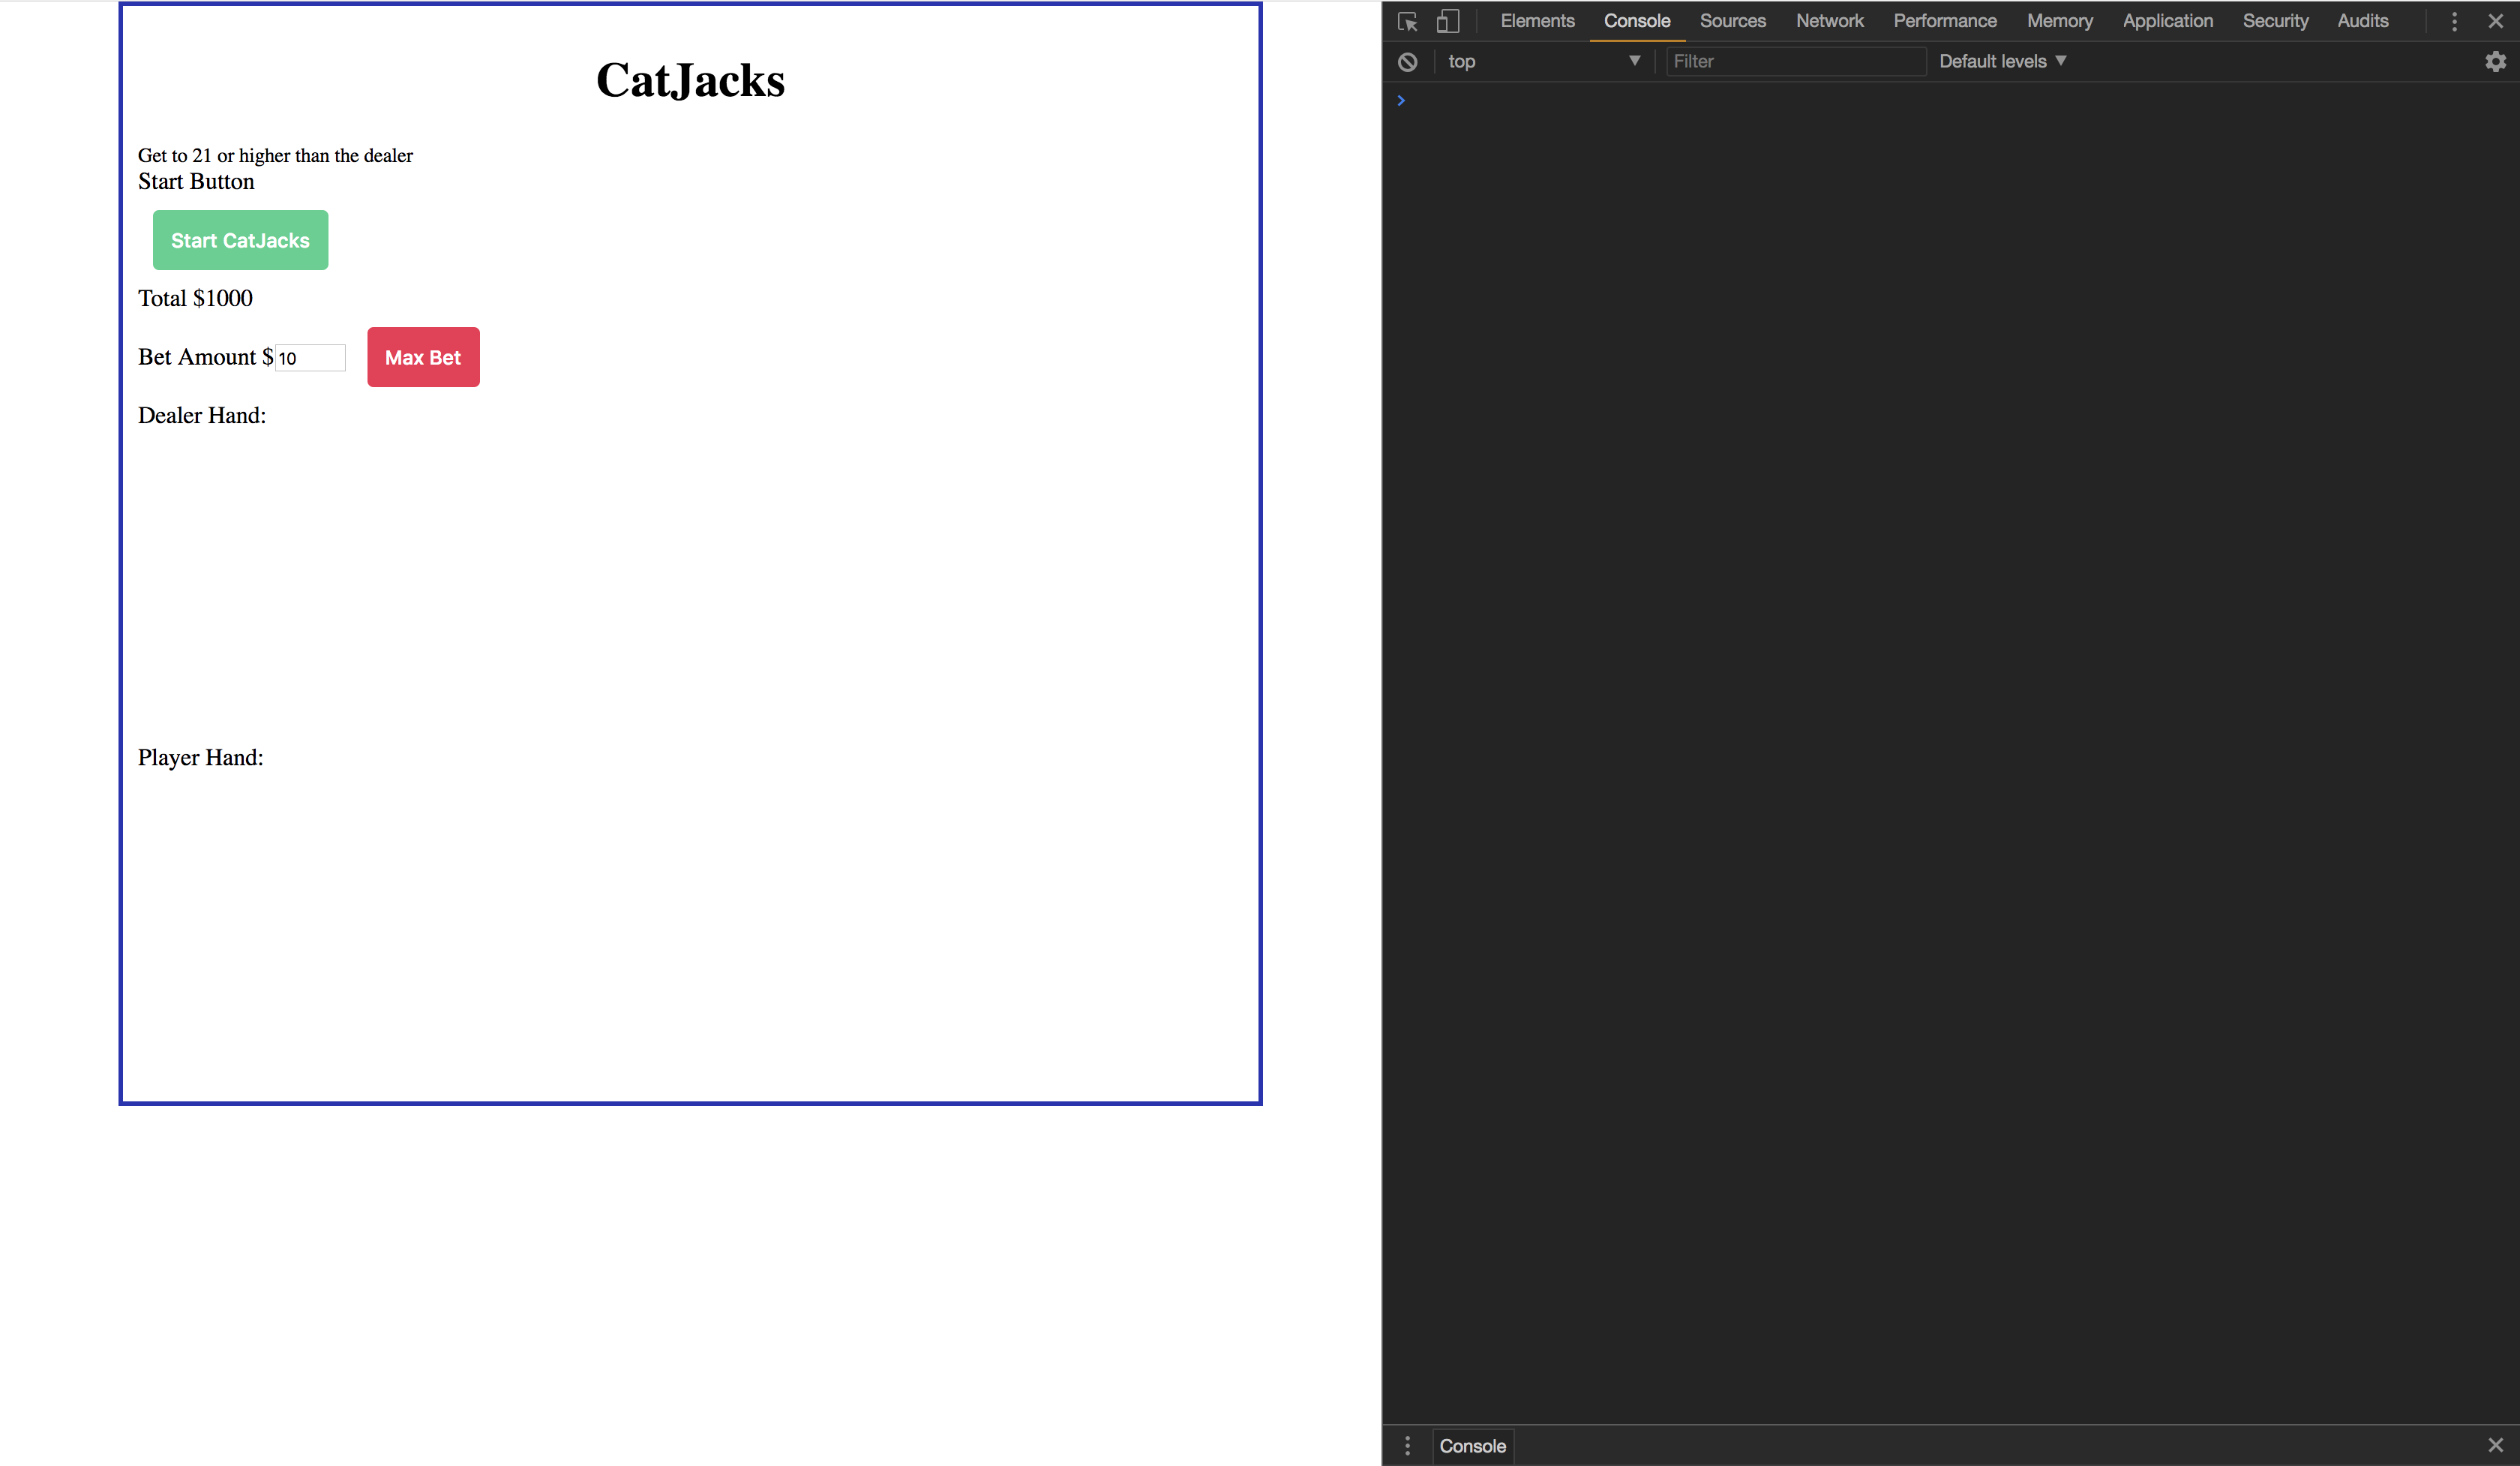 CatJacks
Get to 21 or higher than the dealer
Start Button
Start CatJacks
Total $1000
Bet Amount $ 10 Max Bet
Dealer Hand:
Player Hand:
Elements Console Sources Network Performance Memory Application Security Audits
top Filter Default levels
Console